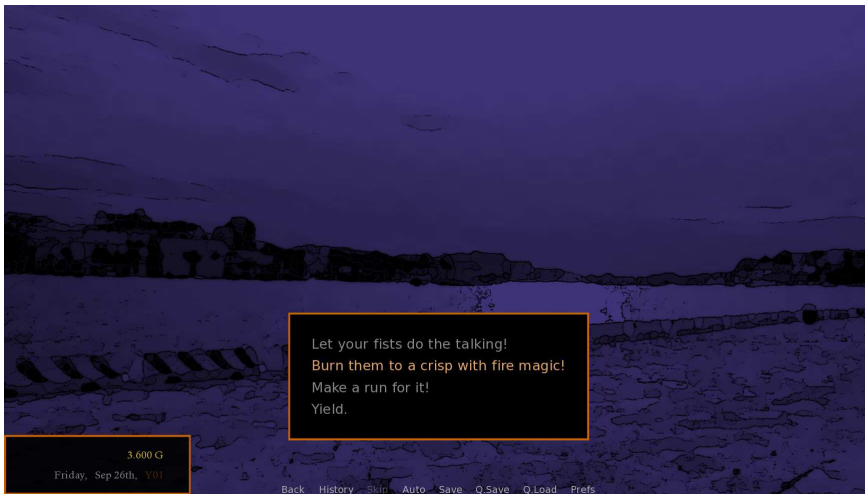 Let your fists do the talking!
Burn them to a crisp with fire magic!
Make a run for it!
Yield.
3.600 G
Friday, Sep 26th, Y01
Back History Skip Auto Save Q.Save Q.Load Prefs